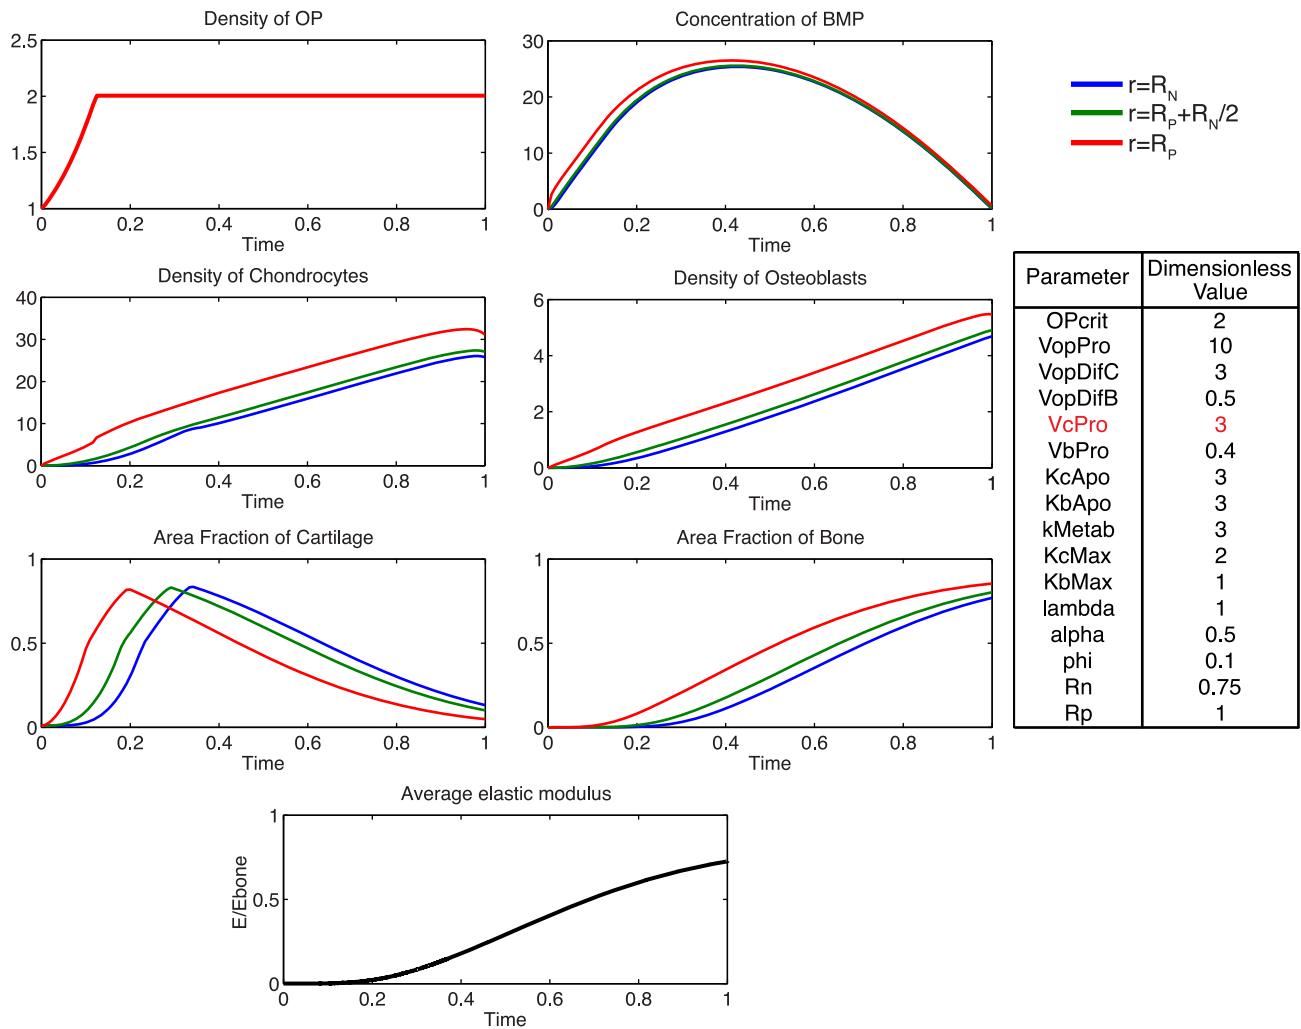 Density of OP
2.5
2
1.5
1
0
0.2
0.4
0.6
0.8
1
Time
Concentration of BMP
30
20
10
0
0
0.2
0.4
0.6
0.8
1
Time
r=R_N
r=R_P+R_N/2
r=R_P
Density of Chondrocytes
40
30
20
10
0
0
0.2
0.4
0.6
0.8
1
Time
Density of Osteoblasts
6
4
2
0
0
0.2
0.4
0.6
0.8
1
Time
Area Fraction of Cartilage
1
0.5
0
0
0.2
0.4
0.6
0.8
1
Time
Area Fraction of Bone
1
0.5
0
0
0.2
0.4
0.6
0.8
1
Time
Parameter Dimensionless Value
OPcrit 2
VopPro 10
VopDifC 3
VopDifB 0.5
VcPro 3
VbPro 0.4
KcApo 3
KbApo 3
kMetab 3
KcMax 2
KbMax 1
lambda 1
alpha 0.5
phi 0.1
Rn 0.75
Rp 1
Average elastic modulus
E/Ebone
1
0.5
0
0
0.2
0.4
0.6
0.8
1
Time